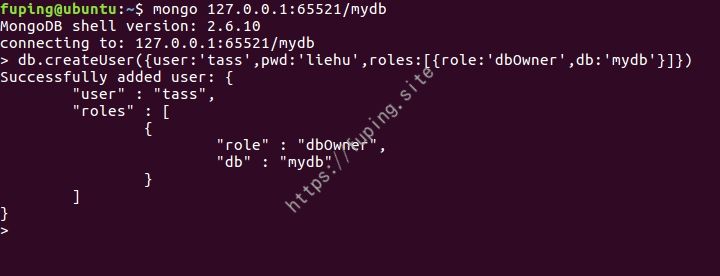 fuping@ubuntu:~$ mongo 127.0.0.1:65521/mydb
MongoDB shell version: 2.6.10
connecting to: 127.0.0.1:65521/mydb
> db.createUser({user:'tass',pwd:'liehu',roles:[{role:'dbOwner',db:'mydb'}]})
Successfully added user: {
        "user" : "tass",
        "roles" : [
                {
                        "role" : "dbOwner",
                        "db" : "mydb"
                }
        ]
}
>
https://fuping.site